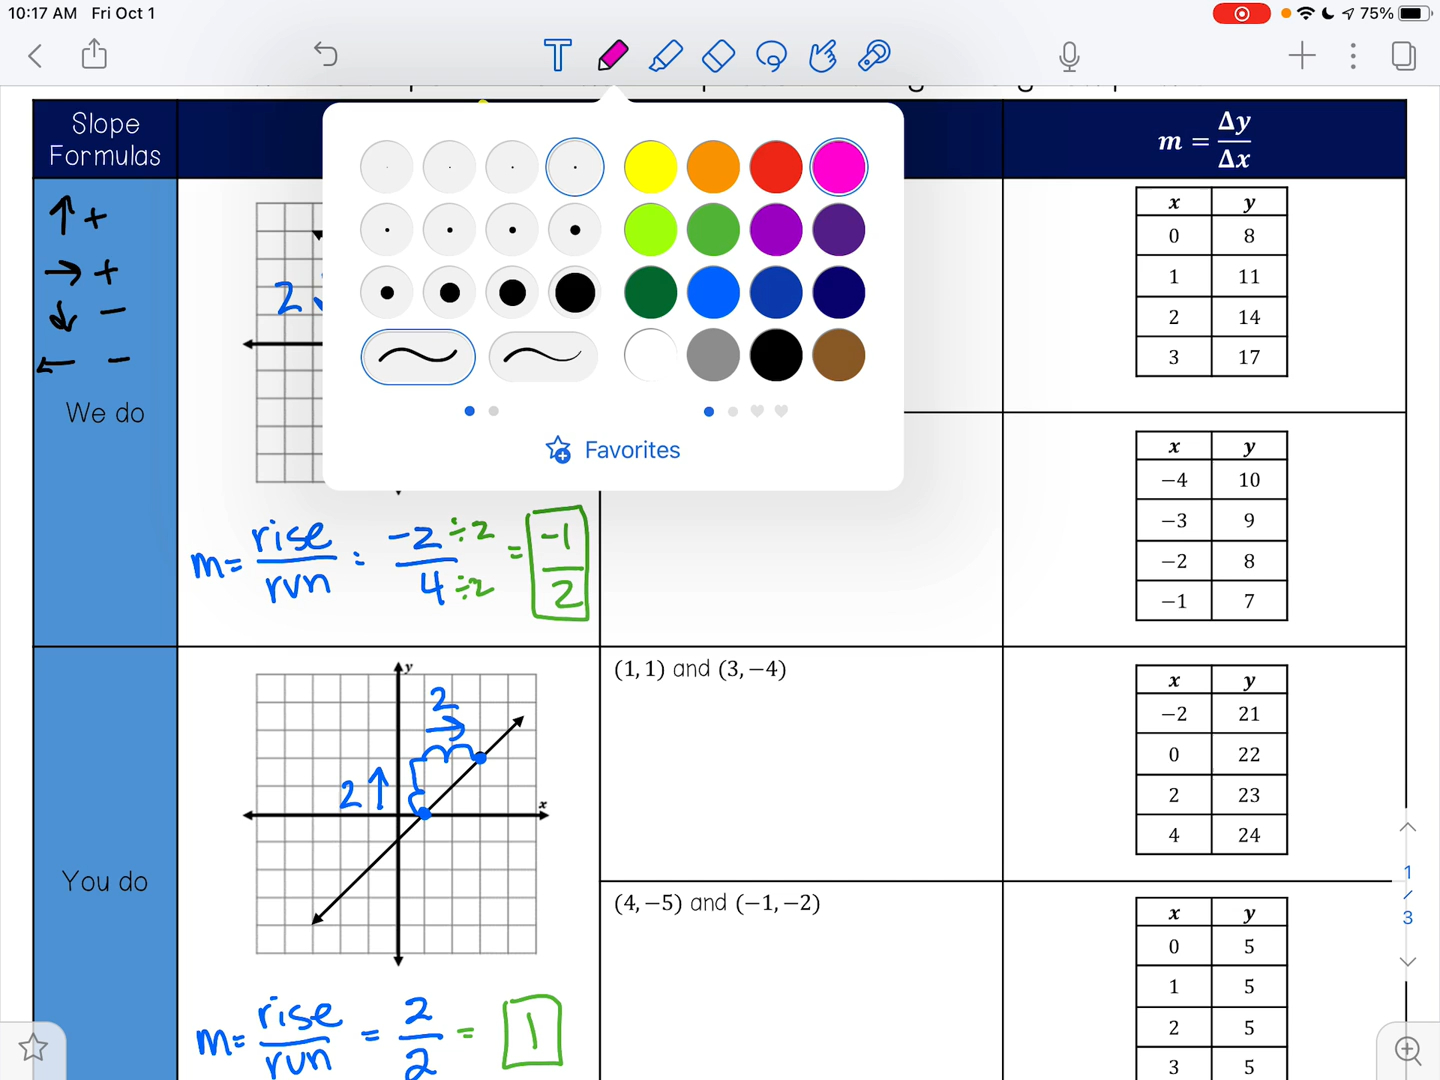 10:17 AM Fri Oct 1
75%
T
Slope
Formulas
m = Δy/Δx
↑ +
→ +
↓ −
← −
We do
2
m = rise/run = −2 ÷2 / 4 ÷2 = −1/2
Favorites
x y
0 8
1 11
2 14
3 17
x y
−4 10
−3 9
−2 8
−1 7
You do
y
x
2 →
2 ↑
m = rise/run = 2/2 = 1
(1, 1) and (3, −4)
x y
−2 21
0 22
2 23
4 24
(4, −5) and (−1, −2)
x y
0 5
1 5
2 5
3 5
1
/
3